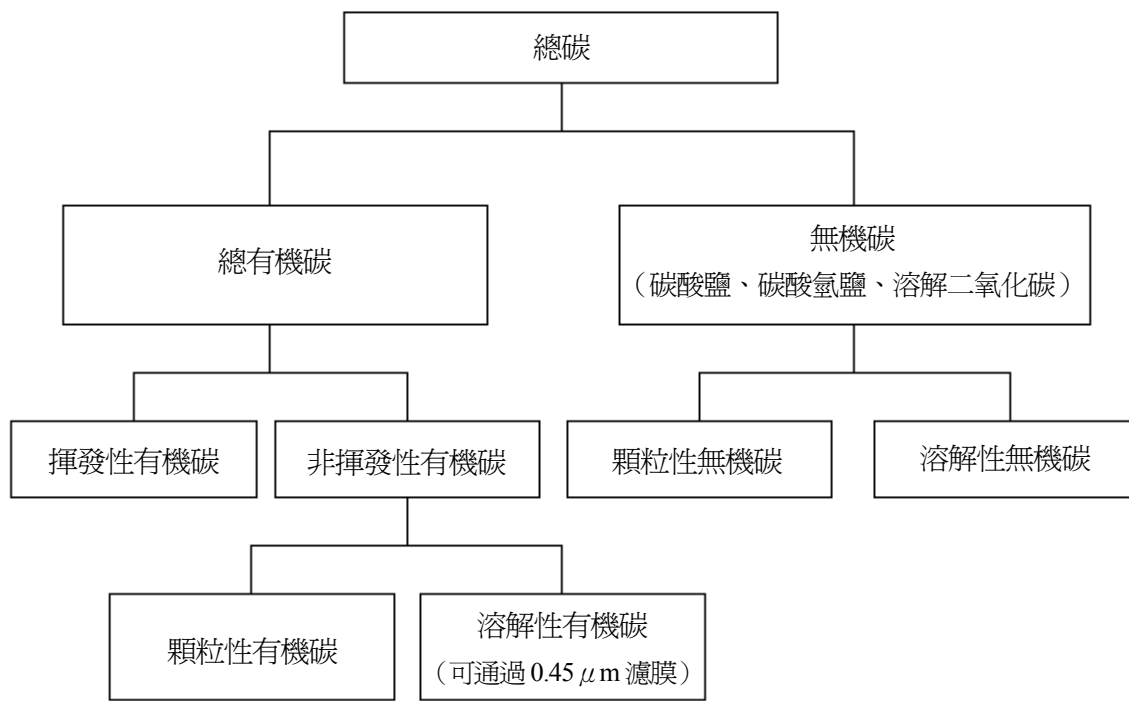 總碳
總有機碳
無機碳
（碳酸鹽、碳酸氫鹽、溶解二氧化碳）
揮發性有機碳
非揮發性有機碳
顆粒性無機碳
溶解性無機碳
顆粒性有機碳
溶解性有機碳
（可通過 0.45 μm 濾膜）